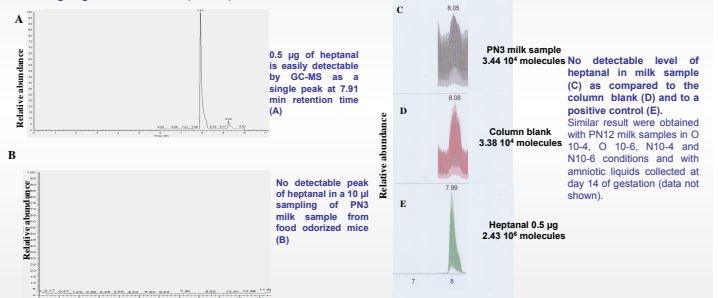 A
Relative abundance
7.91
0.5 µg of heptanal
is easily detectable
by GC-MS as a
single peak at 7.91
min retention time
(A)
B
Relative abundance
No detectable peak
of heptanal in a 10 µl
sampling of PN3
milk sample from
food odorized mice
(B)
C
8.05
PN3 milk sample
3.44 10⁴ molecules
D
8.08
Column blank
3.38 10⁴ molecules
Relative abundance
E
7.99
Heptanal 0.5 µg
2.43 10⁶ molecules
7 8
No detectable level of
heptanal in milk sample
(C) as compared to the
column blank (D) and to a
positive control (E).
Similar result were obtained
with PN12 milk samples in O
10-4, O 10-6, N10-4 and
N10-6 conditions and with
amniotic liquids collected at
day 14 of gestation (data not
shown).